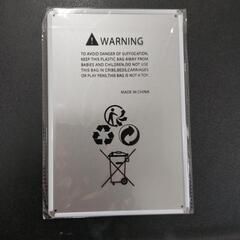 WARNING
TO AVOID DANGER OF SUFFOCATION,
KEEP THIS PLASTIC BAG AWAY FROM
BABIES AND CHILDREN. DO NOT USE
THIS BAG IN CRIBS, BEDS, CARRIAGES
OR PLAY PENS. THIS BAG IS NOT A TOY.
MADE IN CHINA